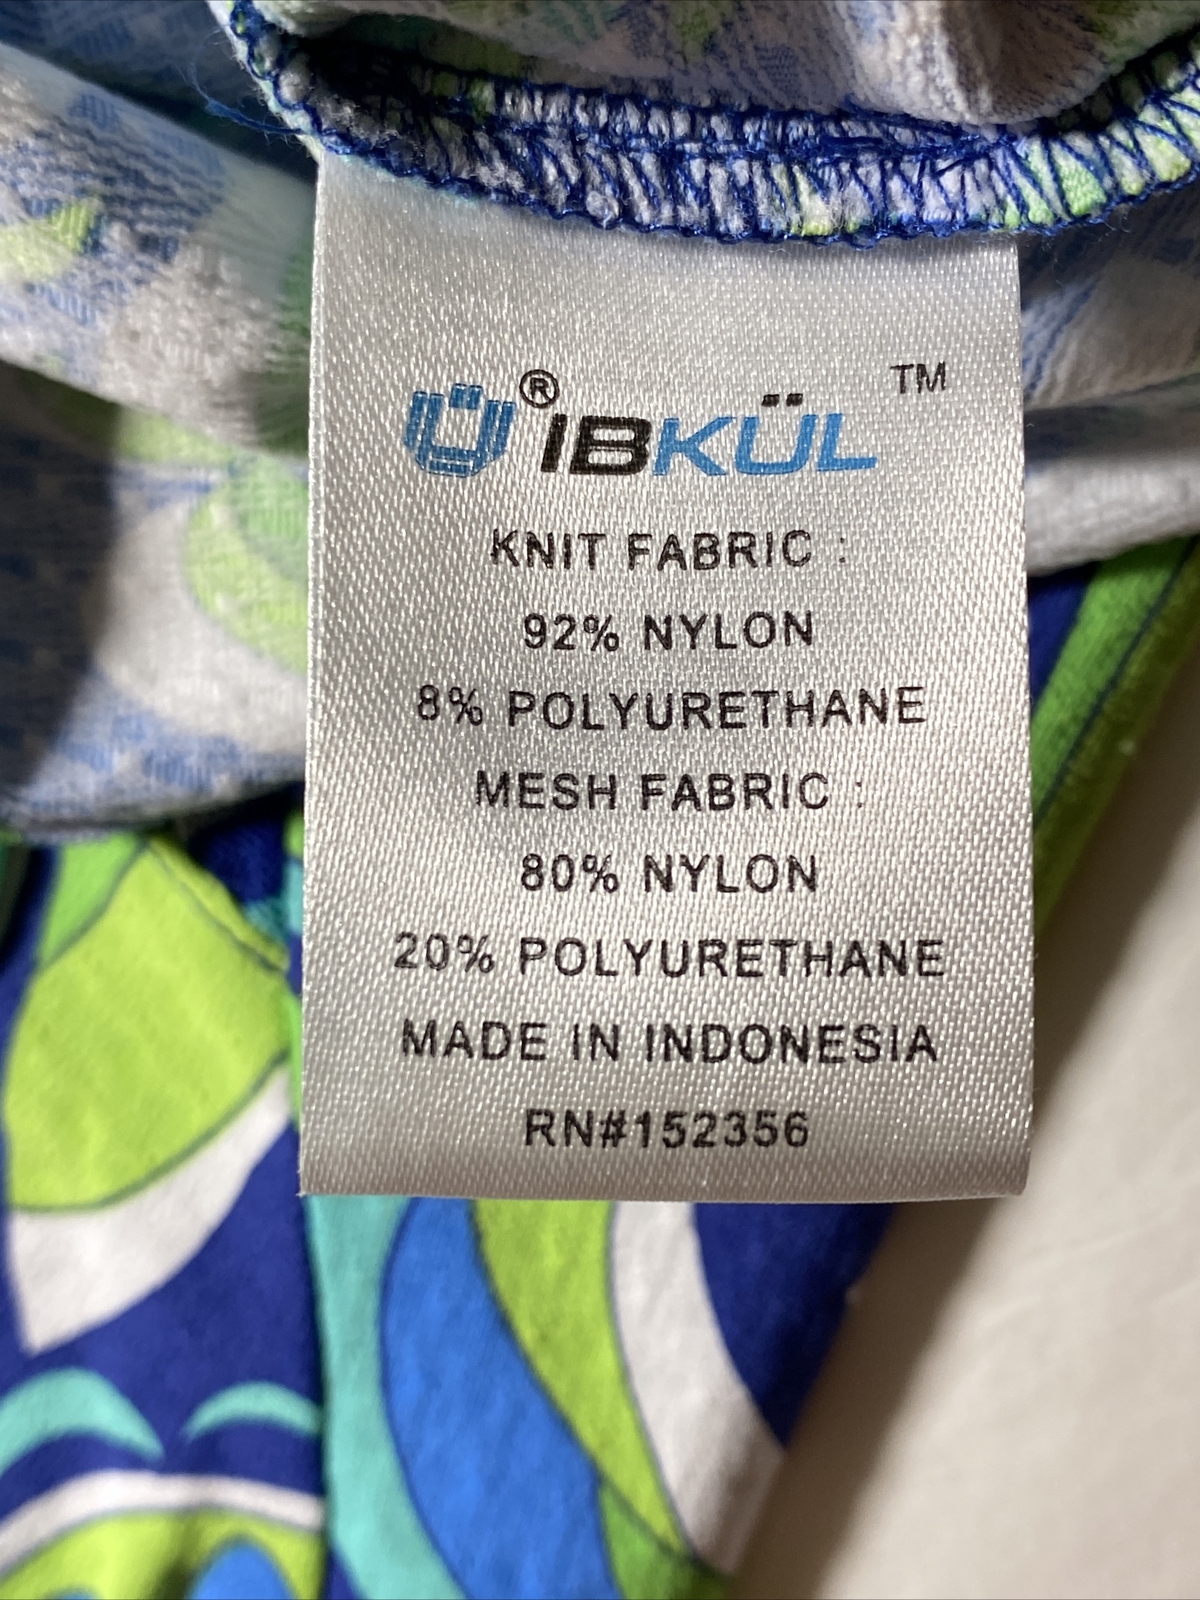 Ü® IBKÜL ™
KNIT FABRIC :
92% NYLON
8% POLYURETHANE
MESH FABRIC :
80% NYLON
20% POLYURETHANE
MADE IN INDONESIA
RN#152356